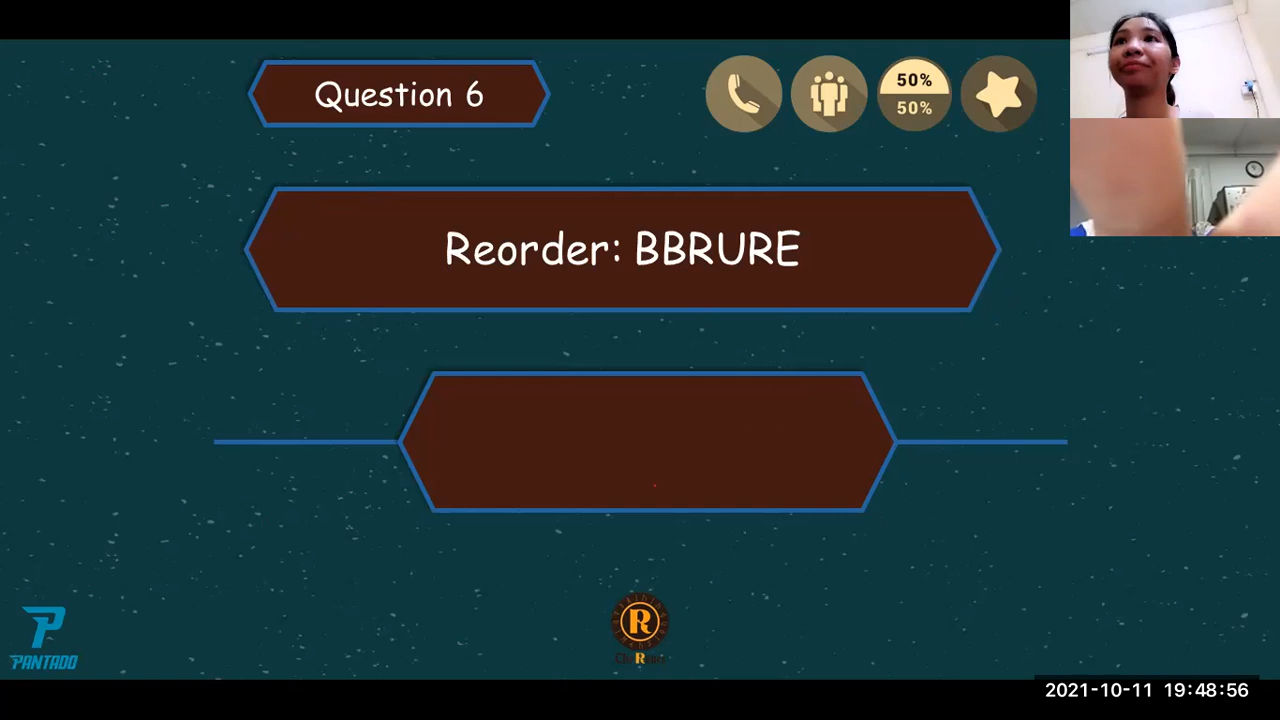 Question 6
50%
50%
Reorder: BBRURE
R
P
PANTADO
2021-10-11 19:48:56